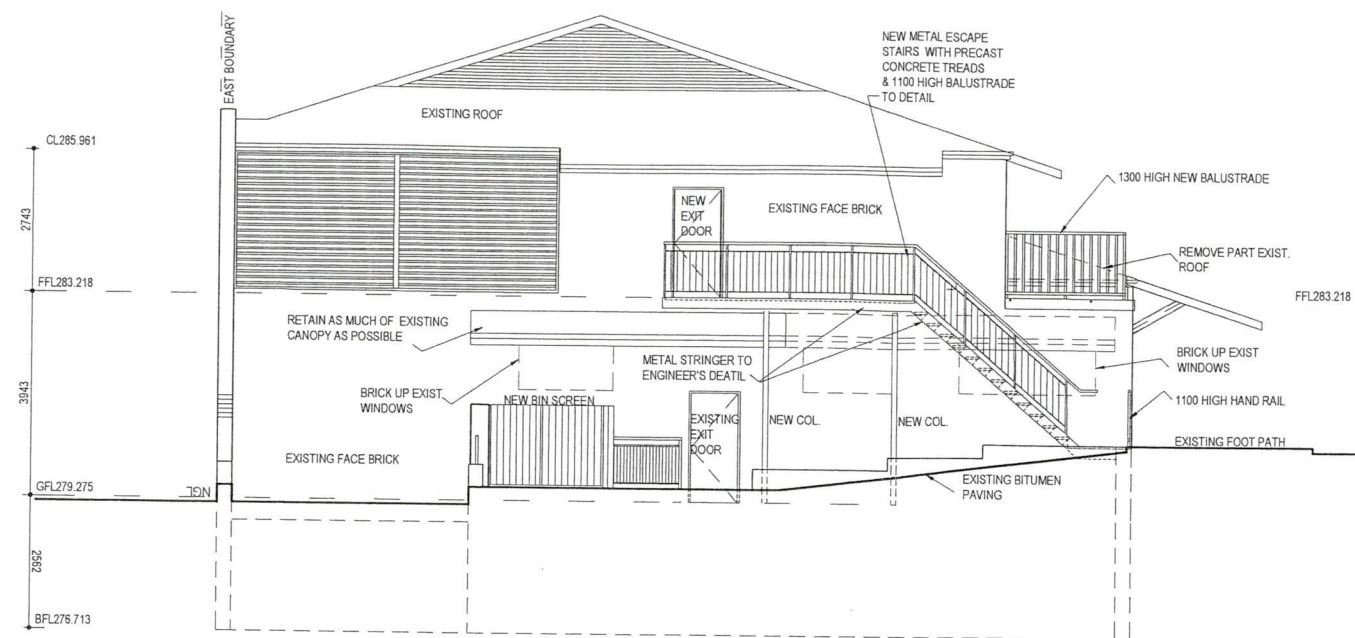 EAST BOUNDARY
NEW METAL ESCAPE
STAIRS WITH PRECAST
CONCRETE TREADS
& 1100 HIGH BALUSTRADE
TO DETAIL
EXISTING ROOF
CL285.961
2743
1300 HIGH NEW BALUSTRADE
NEW
EXIT
DOOR
EXISTING FACE BRICK
REMOVE PART EXIST.
ROOF
FFL283.218
FFL283.218
RETAIN AS MUCH OF EXISTING
CANOPY AS POSSIBLE
METAL STRINGER TO
ENGINEER'S DEATIL
BRICK UP EXIST
WINDOWS
BRICK UP EXIST
WINDOWS
3943
NEW BIN SCREEN
1100 HIGH HAND RAIL
EXISTING
EXIT
DOOR
NEW COL.
NEW COL.
EXISTING FOOT PATH
EXISTING FACE BRICK
EXISTING BITUMEN
PAVING
GFL279.275
NGL
2562
BFL276.713